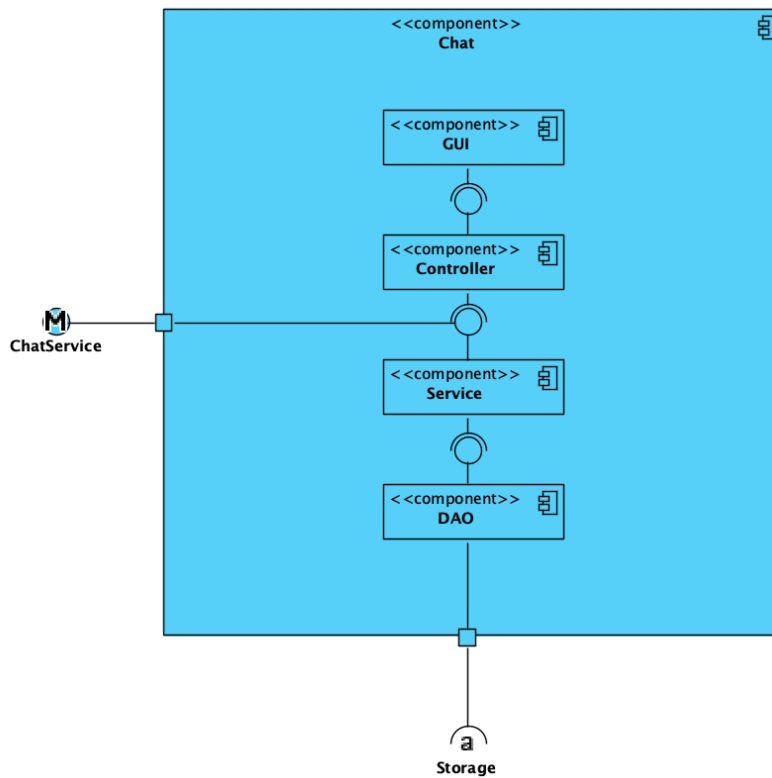 <<component>>
Chat
<<component>>
GUI
<<component>>
Controller
M
ChatService
<<component>>
Service
<<component>>
DAO
a
Storage